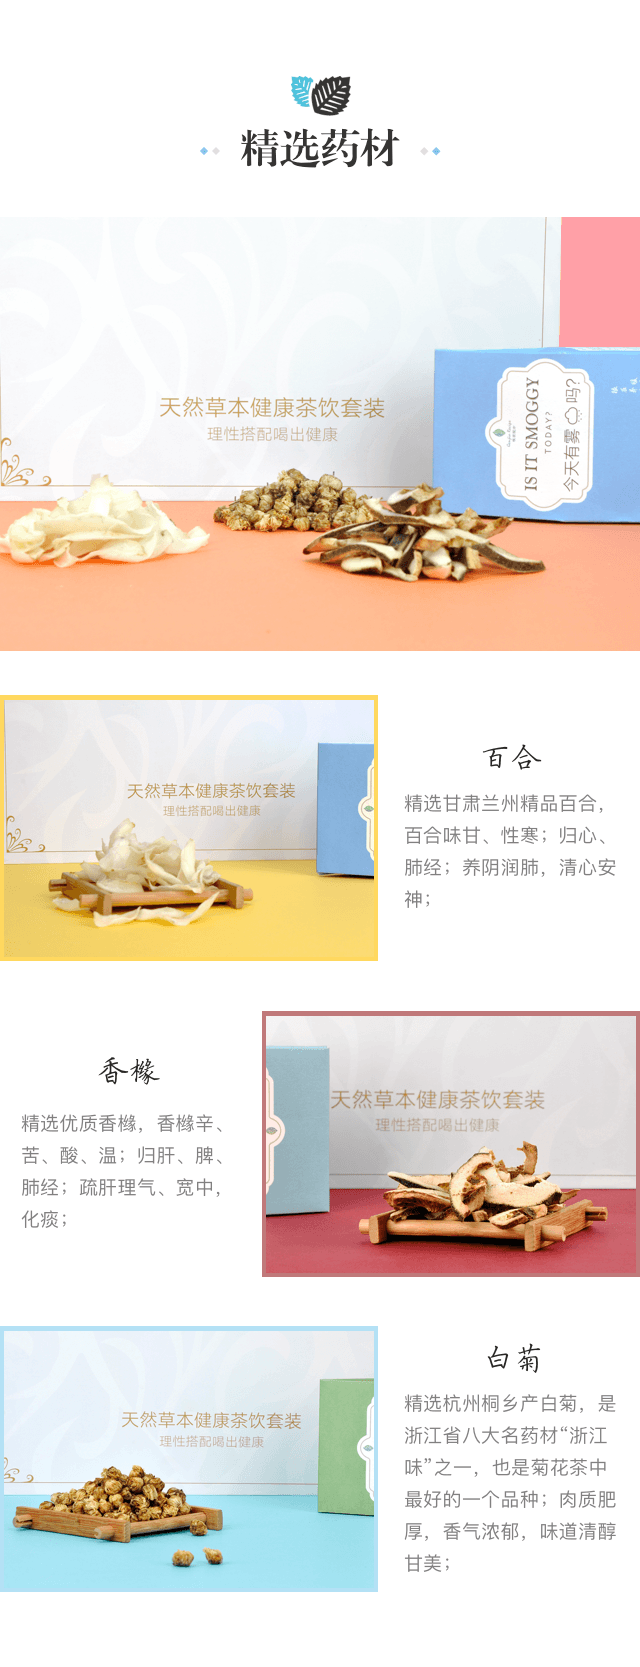 精选药材
天然草本健康茶饮套装
理性搭配喝出健康
IS IT SMOGGY
TODAY?
今天有雾吗?
天然草本健康茶饮套装
理性搭配喝出健康
百合
精选甘肃兰州精品百合，
百合味甘、性寒；归心、
肺经；养阴润肺，清心安
神；
香橼
精选优质香橼，香橼辛、
苦、酸、温；归肝、脾、
肺经；疏肝理气、宽中，
化痰；
天然草本健康茶饮套装
理性搭配喝出健康
天然草本健康茶饮套装
理性搭配喝出健康
白菊
精选杭州桐乡产白菊，是
浙江省八大名药材“浙江
味”之一，也是菊花茶中
最好的一个品种；肉质肥
厚，香气浓郁，味道清醇
甘美；